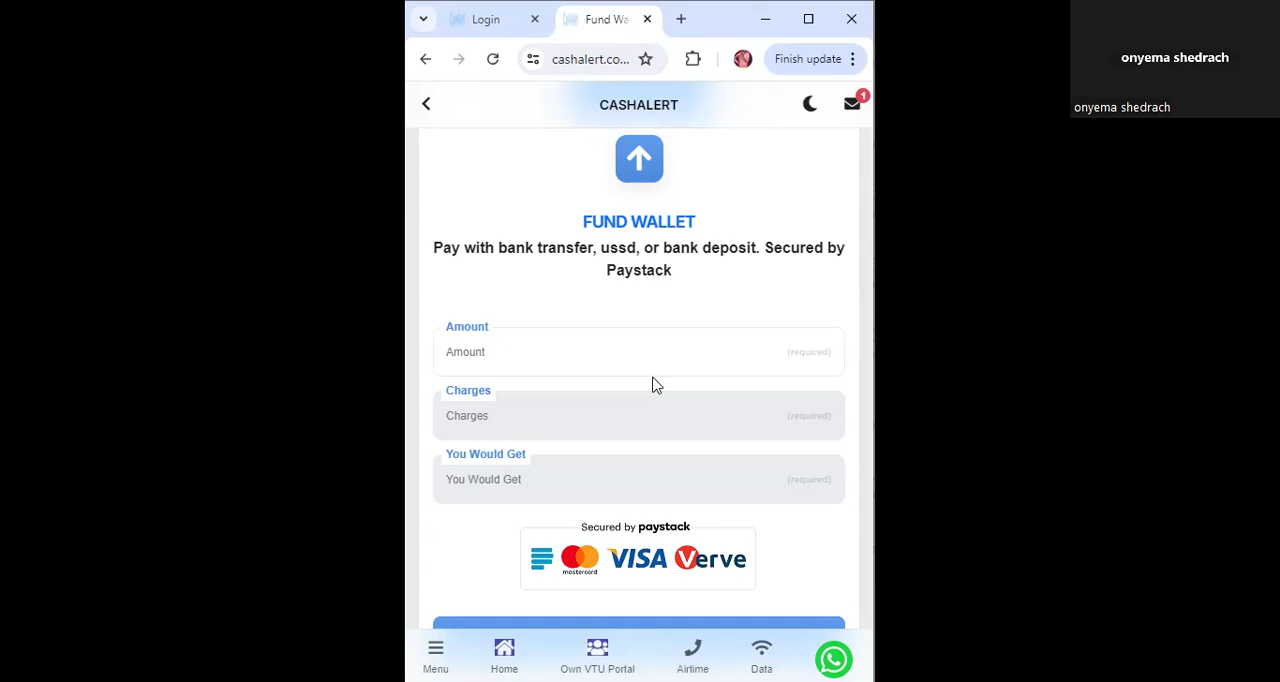 Login
Fund Wa
cashalert.co...
Finish update
onyema shedrach
onyema shedrach
CASHALERT
1
FUND WALLET
Pay with bank transfer, ussd, or bank deposit. Secured by
Paystack
Amount
Amount (required)
Charges
Charges (required)
You Would Get
You Would Get (required)
Secured by paystack
mastercard VISA Verve
Menu Home Own VTU Portal Airtime Data